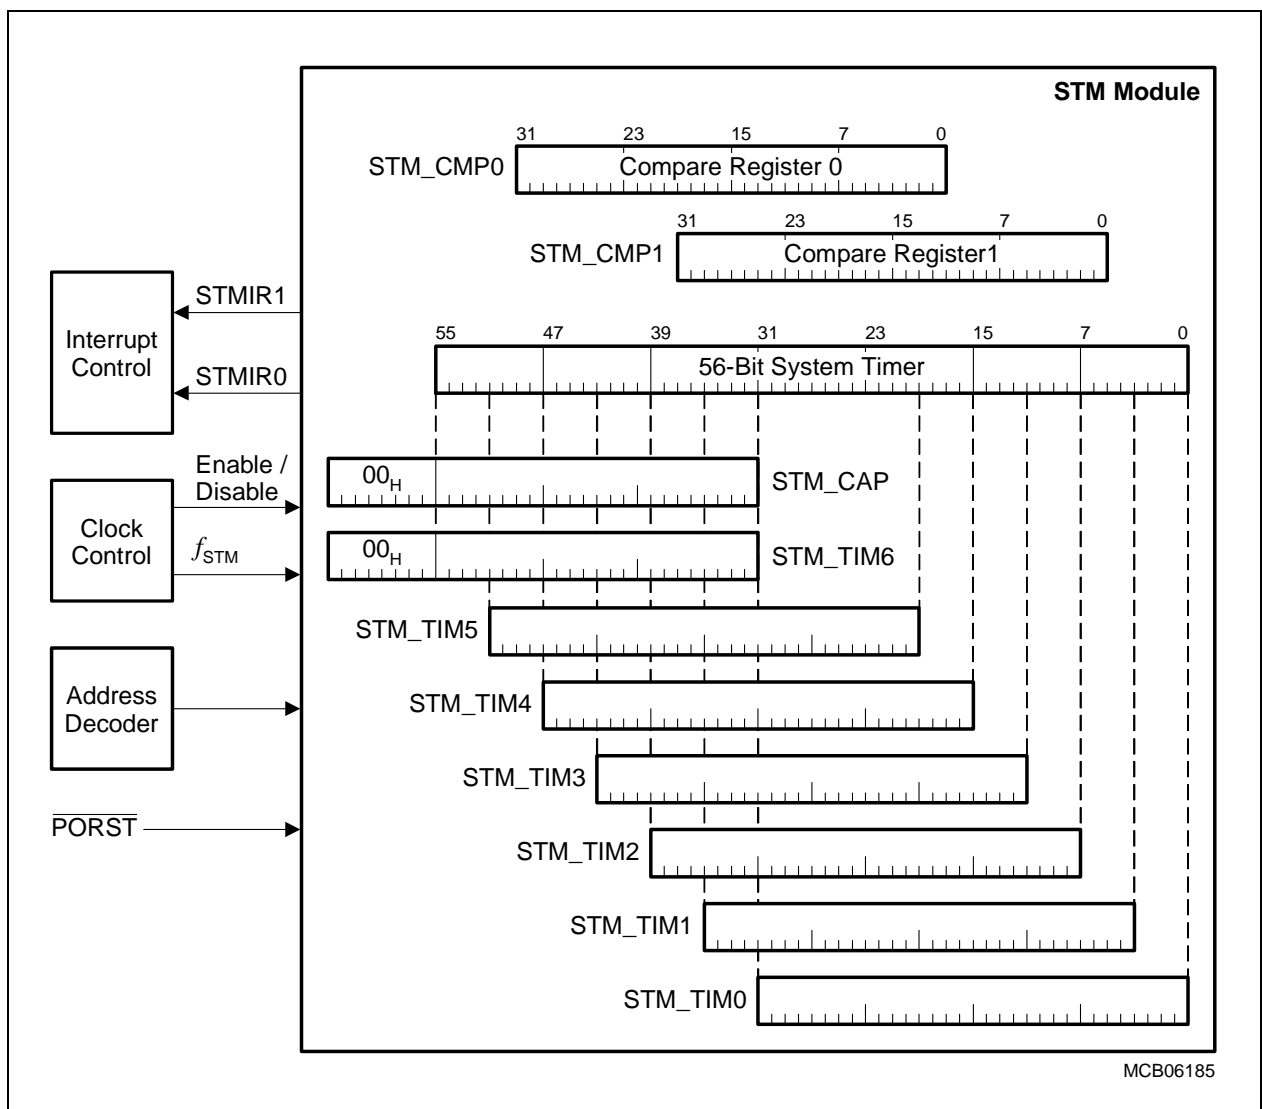 STM Module
31 23 15 7 0
STM_CMP0 Compare Register 0
31 23 15 7 0
STM_CMP1 Compare Register1
STMIR1
Interrupt
Control
STMIR0
55 47 39 31 23 15 7 0
56-Bit System Timer
Enable /
Disable
00H STM_CAP
Clock
Control
fSTM
00H STM_TIM6
STM_TIM5
Address
Decoder
STM_TIM4
STM_TIM3
PORST
STM_TIM2
STM_TIM1
STM_TIM0
MCB06185